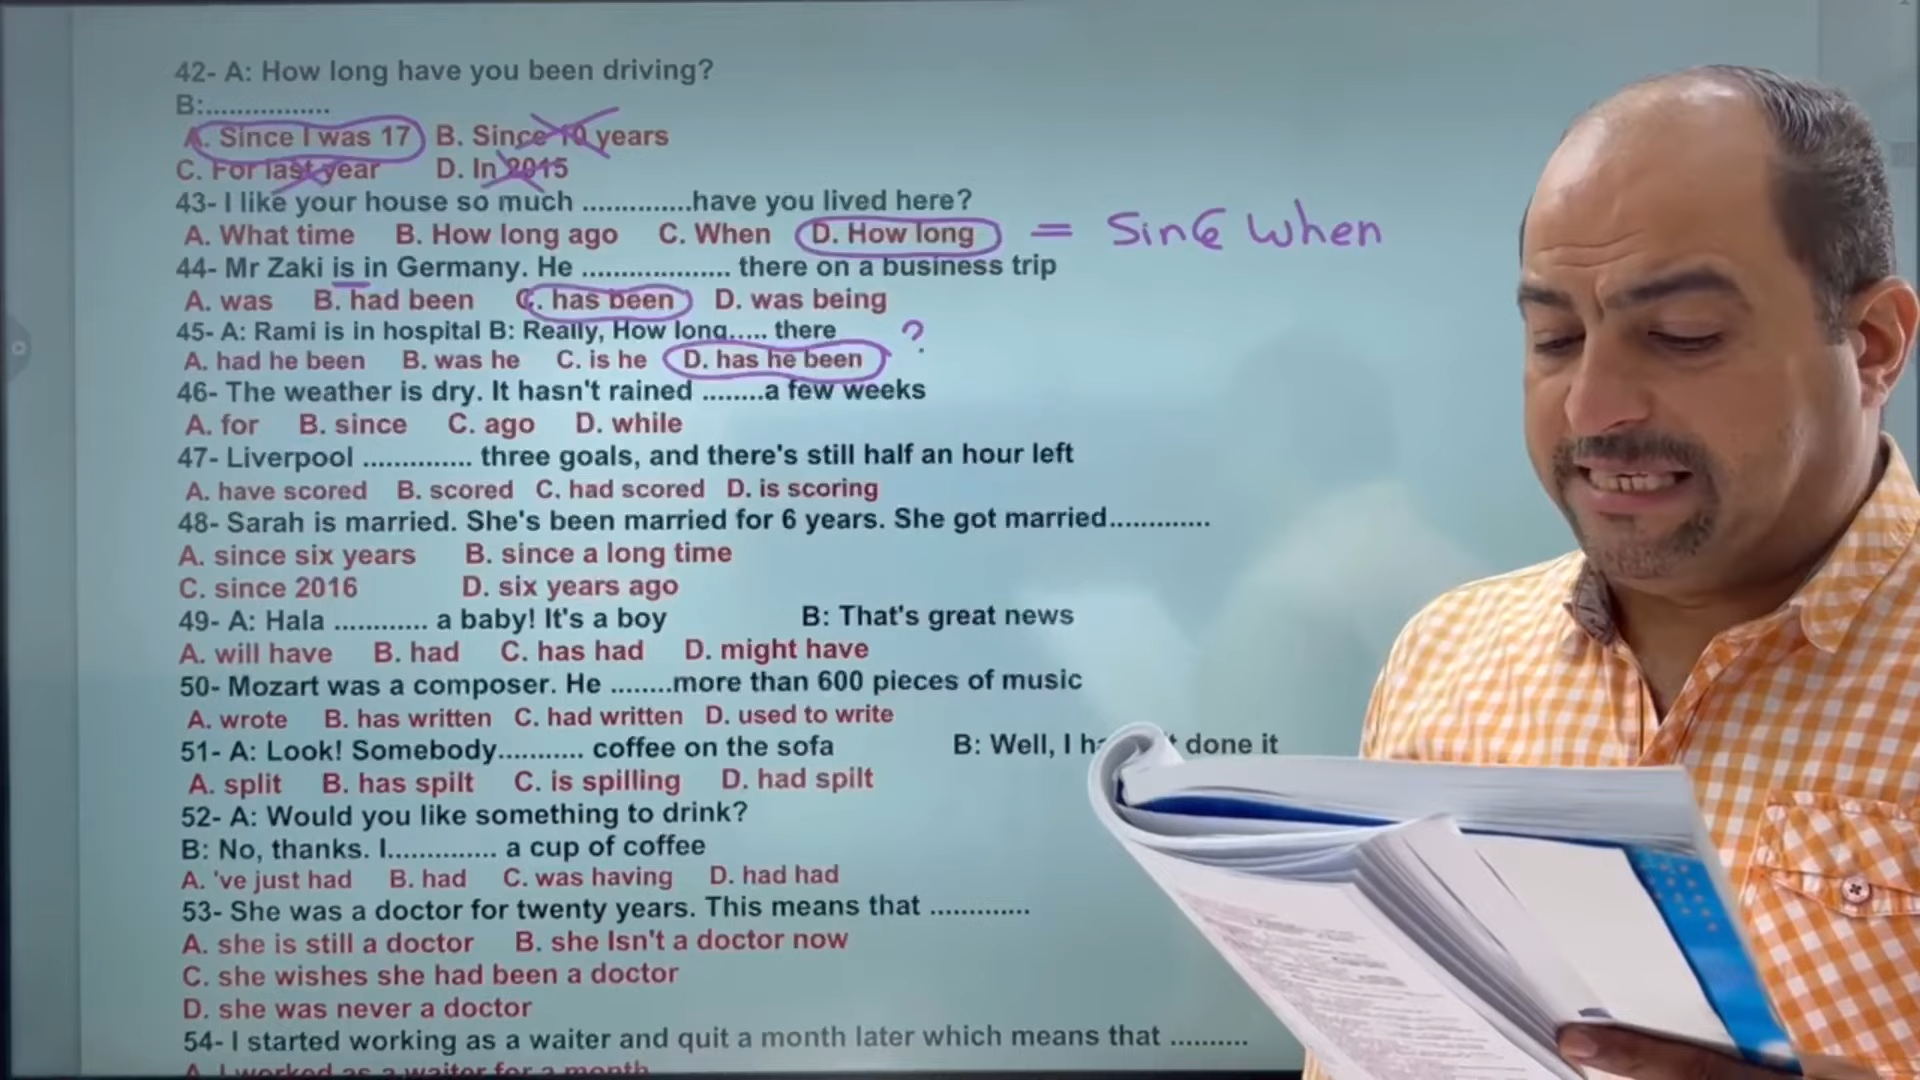 42- A: How long have you been driving?
B:................
A. Since I was 17 B. Since 10 years
C. For last year D. In 2015
43- I like your house so much ..............have you lived here?
A. What time B. How long ago C. When D. How long = Since When
44- Mr Zaki is in Germany. He ................... there on a business trip
A. was B. had been C. has been D. was being
45- A: Rami is in hospital B: Really, How long..... there ?
A. had he been B. was he C. is he D. has he been
46- The weather is dry. It hasn't rained ........a few weeks
A. for B. since C. ago D. while
47- Liverpool .............. three goals, and there's still half an hour left
A. have scored B. scored C. had scored D. is scoring
48- Sarah is married. She's been married for 6 years. She got married.............
A. since six years B. since a long time
C. since 2016 D. six years ago
49- A: Hala ............ a baby! It's a boy B: That's great news
A. will have B. had C. has had D. might have
50- Mozart was a composer. He ........more than 600 pieces of music
A. wrote B. has written C. had written D. used to write
51- A: Look! Somebody........... coffee on the sofa B: Well, I done it
A. split B. has spilt C. is spilling D. had spilt
52- A: Would you like something to drink?
B: No, thanks. I.............. a cup of coffee
A. 've just had B. had C. was having D. had had
53- She was a doctor for twenty years. This means that .............
A. she is still a doctor B. she Isn't a doctor now
C. she wishes she had been a doctor
D. she was never a doctor
54- I started working as a waiter and quit a month later which means that ..........
A. I worked as a waiter for a month